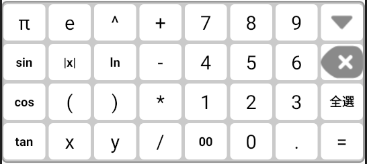 π e ^ + 7 8 9
sin |x| ln - 4 5 6
cos ( ) * 1 2 3 全選
tan x y / 00 0 . =